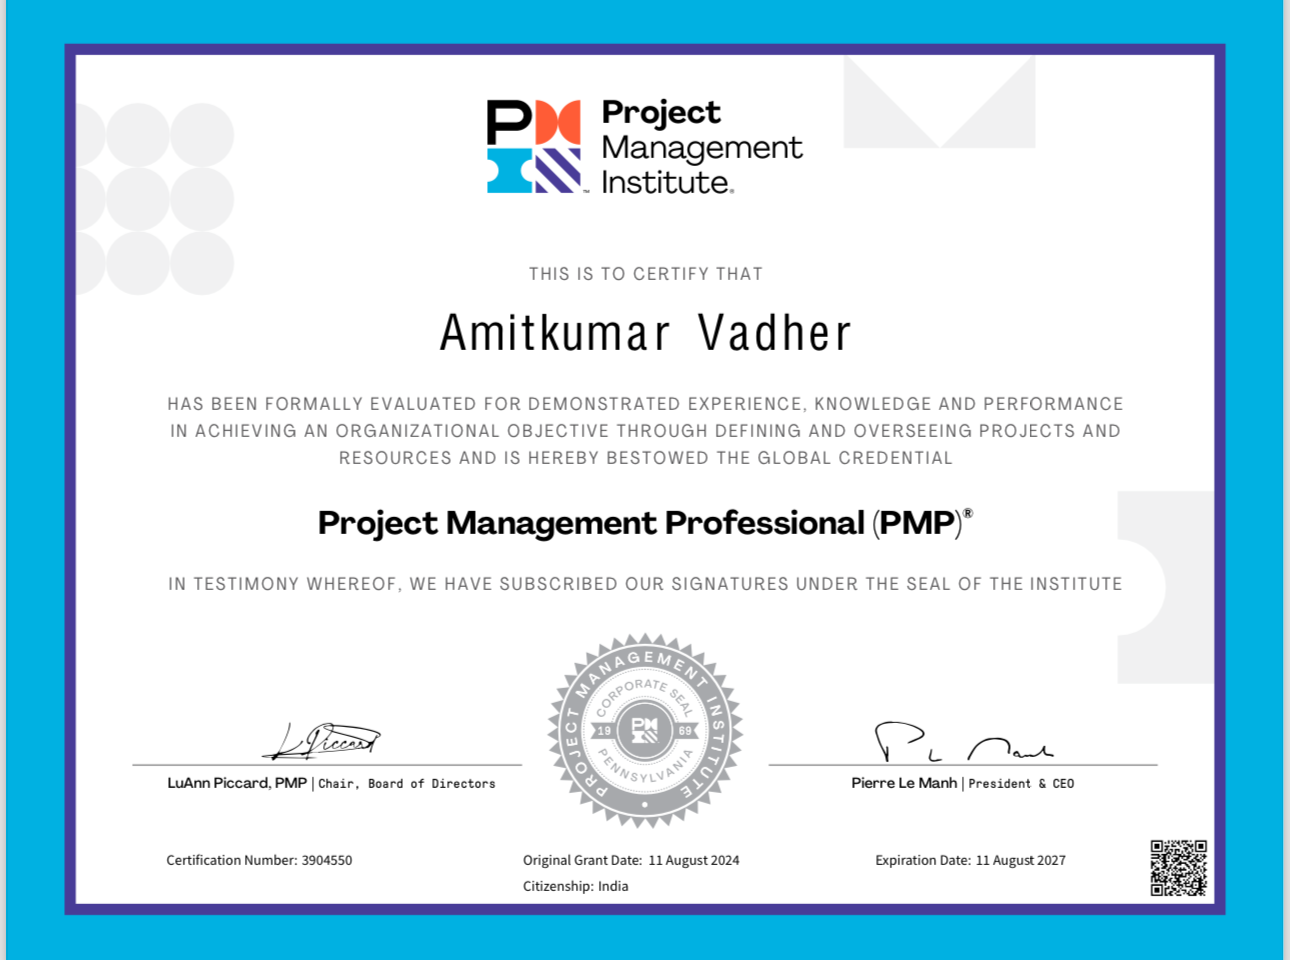 PM
Project
Management
Institute®
THIS IS TO CERTIFY THAT
Amitkumar Vadher
HAS BEEN FORMALLY EVALUATED FOR DEMONSTRATED EXPERIENCE, KNOWLEDGE AND PERFORMANCE
IN ACHIEVING AN ORGANIZATIONAL OBJECTIVE THROUGH DEFINING AND OVERSEEING PROJECTS AND
RESOURCES AND IS HEREBY BESTOWED THE GLOBAL CREDENTIAL
Project Management Professional (PMP)®
IN TESTIMONY WHEREOF, WE HAVE SUBSCRIBED OUR SIGNATURES UNDER THE SEAL OF THE INSTITUTE
PROJECT MANAGEMENT INSTITUTE
CORPORATE SEAL
19 69
PENNSYLVANIA
L Piccard
P L Manh
LuAnn Piccard, PMP | Chair, Board of Directors
Pierre Le Manh | President & CEO
Certification Number: 3904550
Original Grant Date: 11 August 2024
Expiration Date: 11 August 2027
Citizenship: India